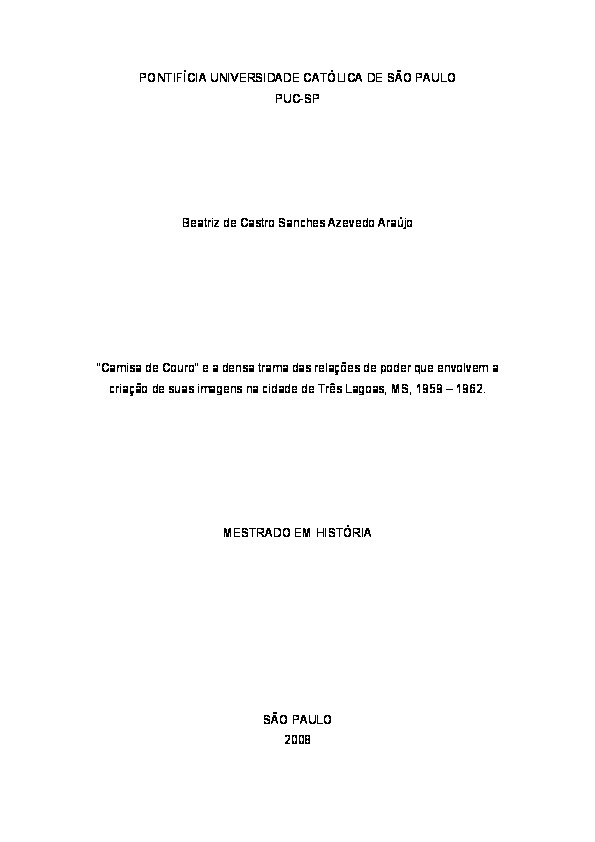 PONTIFÍCIA UNIVERSIDADE CATÓLICA DE SÃO PAULO
PUC-SP
Beatriz de Castro Sanches Azevedo Araújo
"Camisa de Couro" e a densa trama das relações de poder que envolvem a
criação de suas imagens na cidade de Três Lagoas, MS, 1959 – 1962.
MESTRADO EM HISTÓRIA
SÃO PAULO
2008